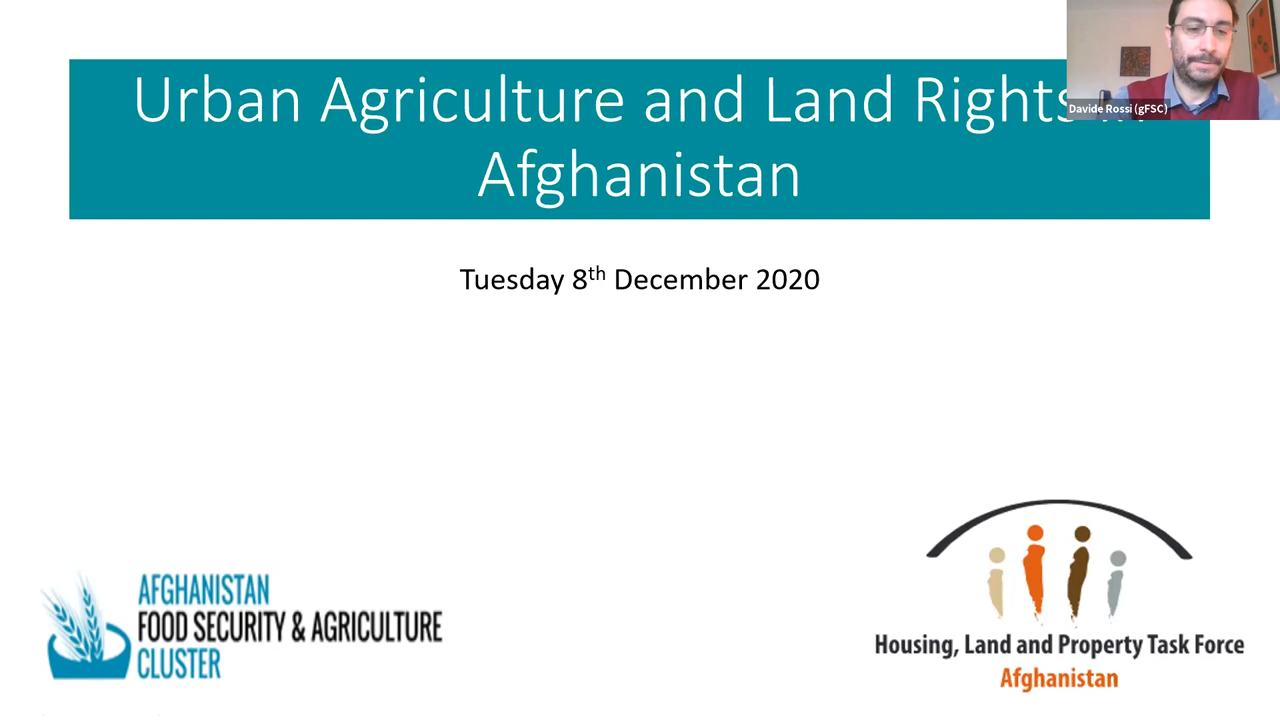 Urban Agriculture and Land Rights
Afghanistan
Davide Rossi (gFSC)
Tuesday 8th December 2020
AFGHANISTAN
FOOD SECURITY & AGRICULTURE
CLUSTER
Housing, Land and Property Task Force
Afghanistan